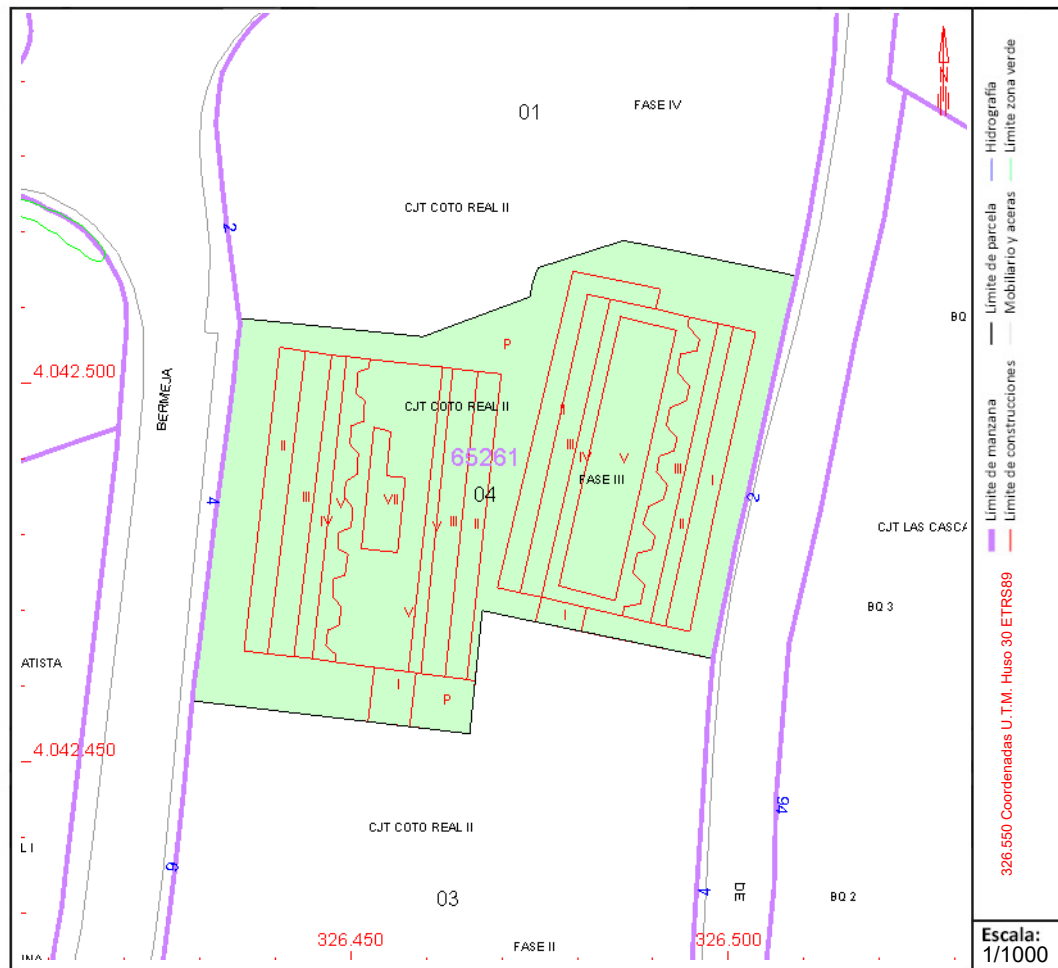 01
FASE IV
CJT COTO REAL II
2
BQ
4.042.500
BERMEJA
P
CJT COTO REAL II
II
II
65261
III
III
IV
V
FASE III
III
I
04
III
V
VII
IV
V
III
II
4
2
II
CJT LAS CASCA
V
I
BQ 3
ATISTA
I
P
4.042.450
CJT COTO REAL II
94
L I
6
03
4
DE
BQ 2
326.450
326.500
FASE II
INA
N
Límite de manzana
Límite de parcela
Hidrografía
Límite de construcciones
Mobiliario y aceras
Límite zona verde
326.550 Coordenadas U.T.M. Huso 30 ETRS89
Escala:
1/1000